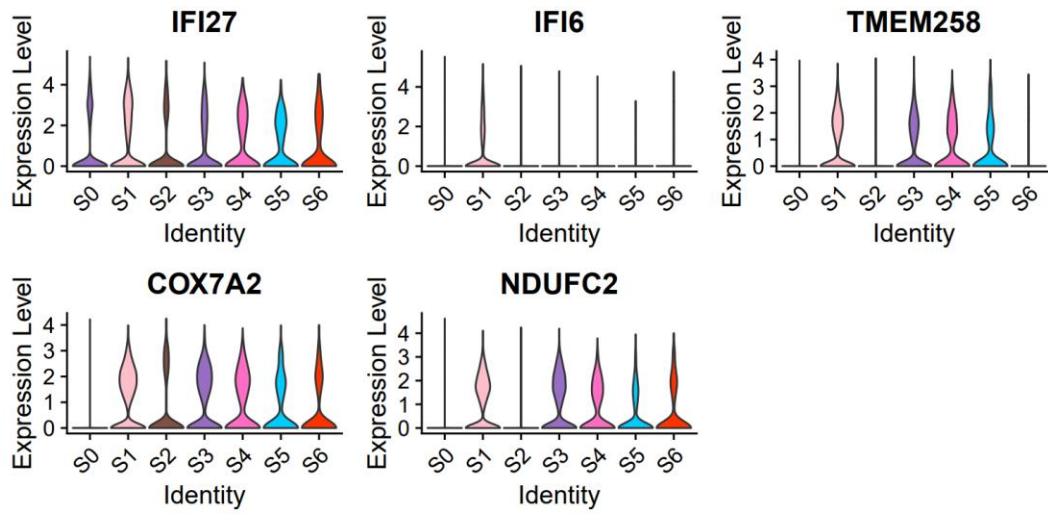 IFI27
Expression Level
4
2
0
S0 S1 S2 S3 S4 S5 S6
Identity
IFI6
Expression Level
4
2
0
S0 S1 S2 S3 S4 S5 S6
Identity
TMEM258
Expression Level
4
3
2
1
0
S0 S1 S2 S3 S4 S5 S6
Identity
COX7A2
Expression Level
4
3
2
1
0
S0 S1 S2 S3 S4 S5 S6
Identity
NDUFC2
Expression Level
4
3
2
1
0
S0 S1 S2 S3 S4 S5 S6
Identity